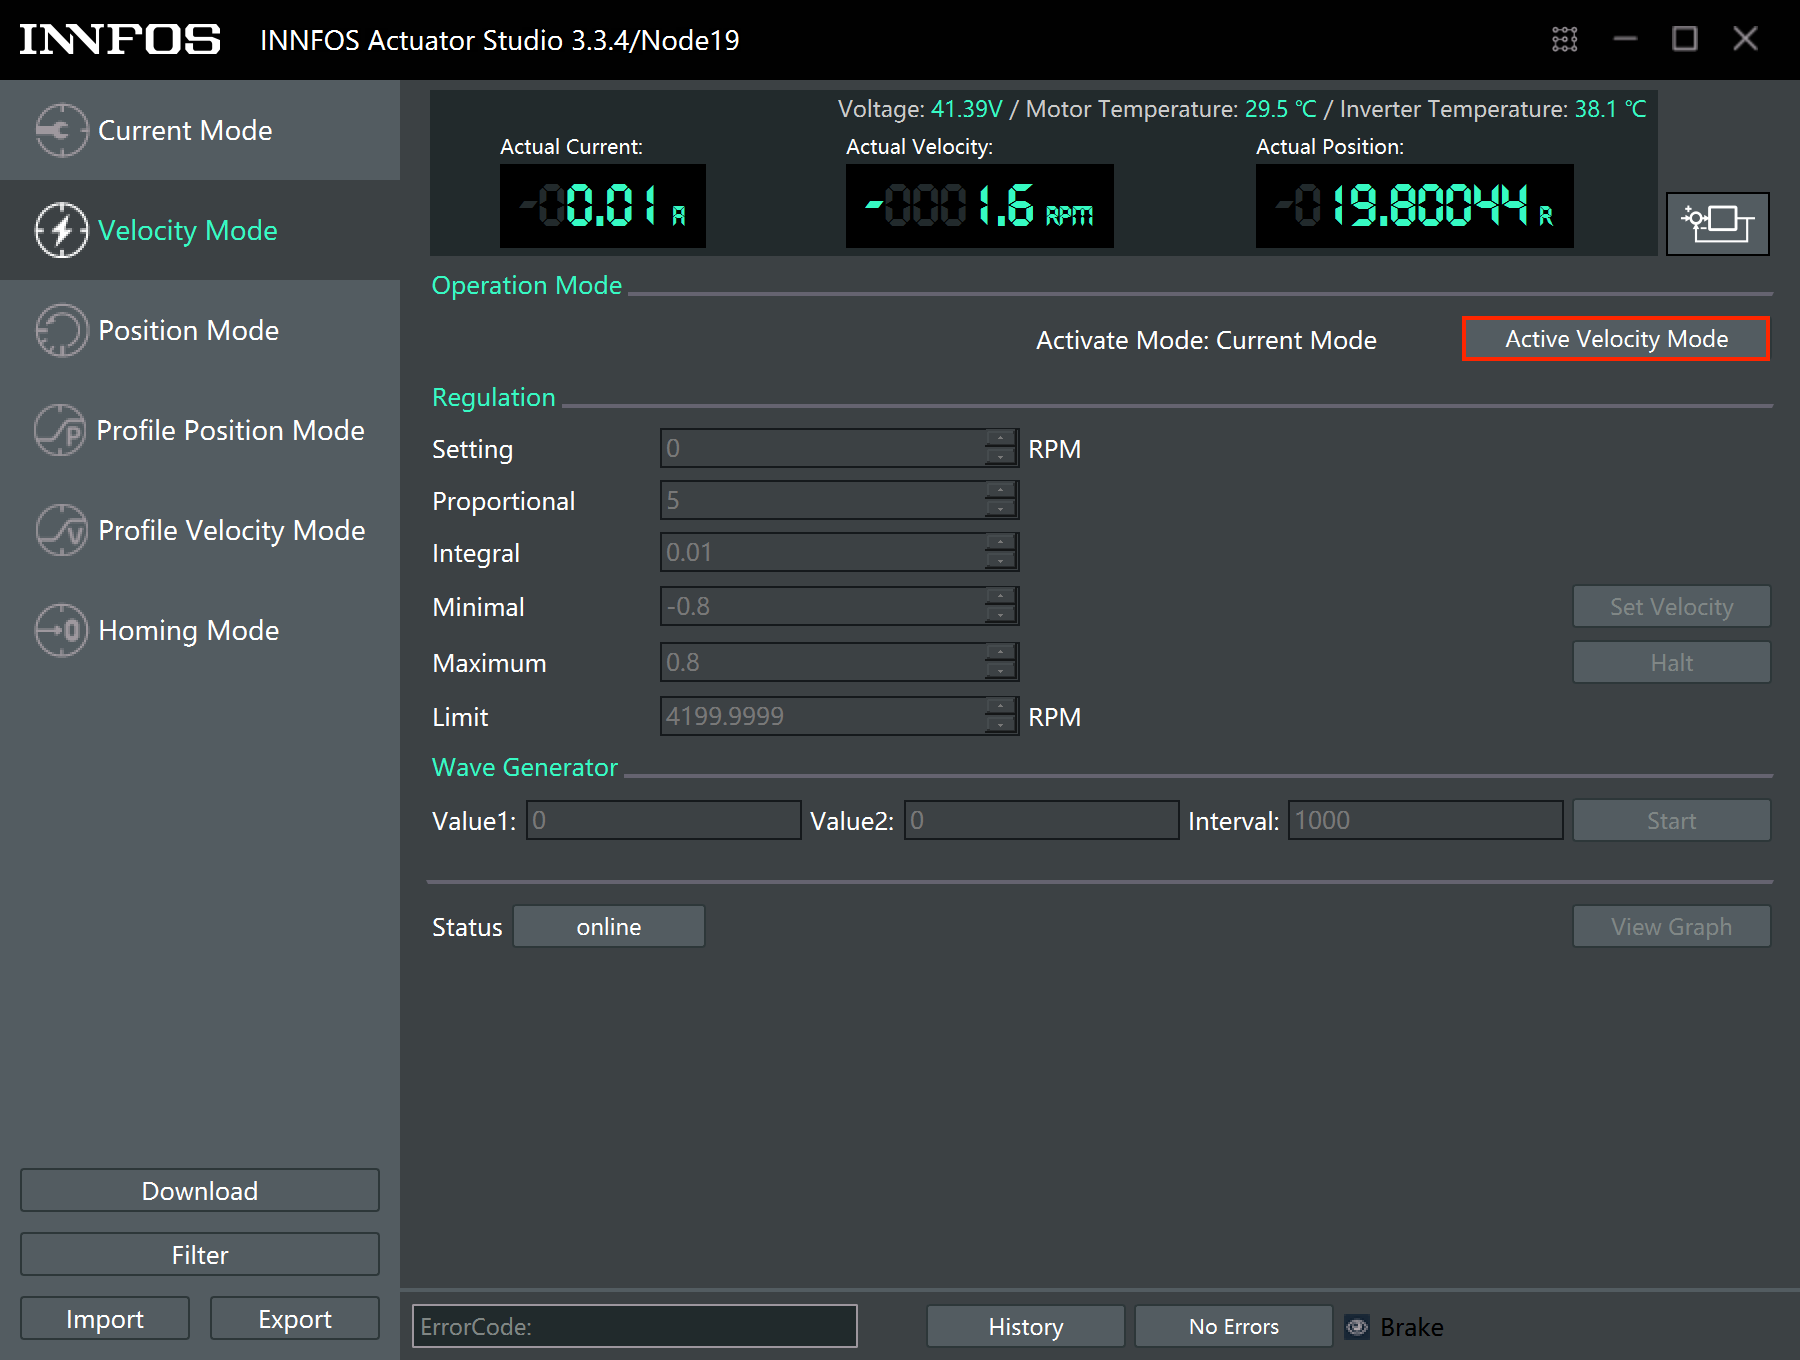 INNFOS INNFOS Actuator Studio 3.3.4/Node19
Current Mode
Velocity Mode
Position Mode
Profile Position Mode
Profile Velocity Mode
Homing Mode
Download
Filter
Import Export
Voltage: 41.39V / Motor Temperature: 29.5 ℃ / Inverter Temperature: 38.1 ℃
Actual Current: Actual Velocity: Actual Position:
0.01 A -1.6 RPM 19.80044 R
Operation Mode
Activate Mode: Current Mode Active Velocity Mode
Regulation
Setting 0 RPM
Proportional 5
Integral 0.01
Minimal -0.8 Set Velocity
Maximum 0.8 Halt
Limit 4199.9999 RPM
Wave Generator
Value1: 0 Value2: 0 Interval: 1000 Start
Status online View Graph
ErrorCode: History No Errors Brake